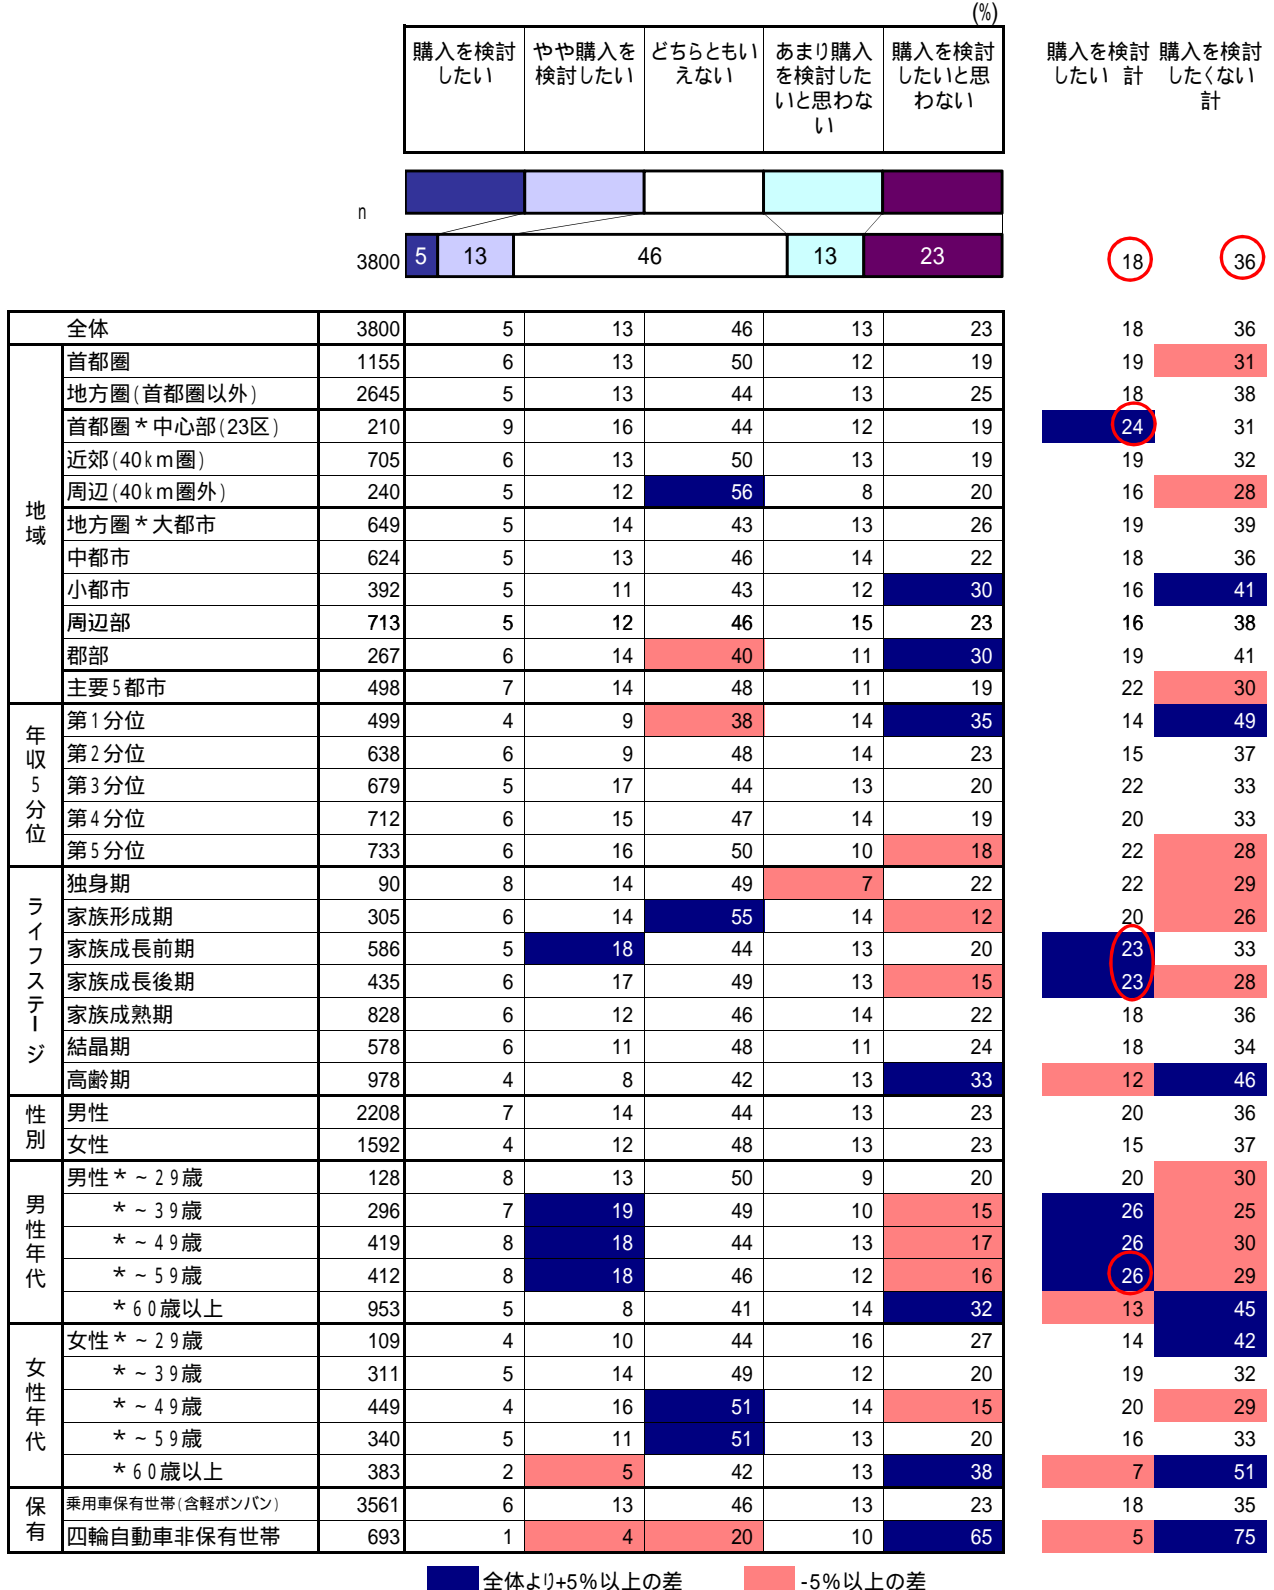 (%)
購入を検討したい やや購入を検討したい どちらともいえない あまり購入を検討したいと思わない 購入を検討したいと思わない 購入を検討したい 計 購入を検討したくない 計
n
3800 5 13 46 13 23 18 36
全体 3800 5 13 46 13 23 18 36
地域
首都圏 1155 6 13 50 12 19 19 31
地方圏(首都圏以外) 2645 5 13 44 13 25 18 38
首都圏*中心部(23区) 210 9 16 44 12 19 24 31
近郊(40km圏) 705 6 13 50 13 19 19 32
周辺(40km圏外) 240 5 12 56 8 20 16 28
地方圏*大都市 649 5 14 43 13 26 19 39
中都市 624 5 13 46 14 22 18 36
小都市 392 5 11 43 12 30 16 41
周辺部 713 5 12 46 15 23 16 38
郡部 267 6 14 40 11 30 19 41
主要5都市 498 7 14 48 11 19 22 30
年収5分位
第1分位 499 4 9 38 14 35 14 49
第2分位 638 6 9 48 14 23 15 37
第3分位 679 5 17 44 13 20 22 33
第4分位 712 6 15 47 14 19 20 33
第5分位 733 6 16 50 10 18 22 28
ライフステージ
独身期 90 8 14 49 7 22 22 29
家族形成期 305 6 14 55 14 12 20 26
家族成長前期 586 5 18 44 13 20 23 33
家族成長後期 435 6 17 49 13 15 23 28
家族成熟期 828 6 12 46 14 22 18 36
結晶期 578 6 11 48 11 24 18 34
高齢期 978 4 8 42 13 33 12 46
性別
男性 2208 7 14 44 13 23 20 36
女性 1592 4 12 48 13 23 15 37
男性年代
男性*~29歳 128 8 13 50 9 20 20 30
*~39歳 296 7 19 49 10 15 26 25
*~49歳 419 8 18 44 13 17 26 30
*~59歳 412 8 18 46 12 16 26 29
*60歳以上 953 5 8 41 14 32 13 45
女性年代
女性*~29歳 109 4 10 44 16 27 14 42
*~39歳 311 5 14 49 12 20 19 32
*~49歳 449 4 16 51 14 15 20 29
*~59歳 340 5 11 51 13 20 16 33
*60歳以上 383 2 5 42 13 38 7 51
保有
乗用車保有世帯(含軽ボンバン) 3561 6 13 46 13 23 18 35
四輪自動車非保有世帯 693 1 4 20 10 65 5 75
全体より+5%以上の差 -5%以上の差